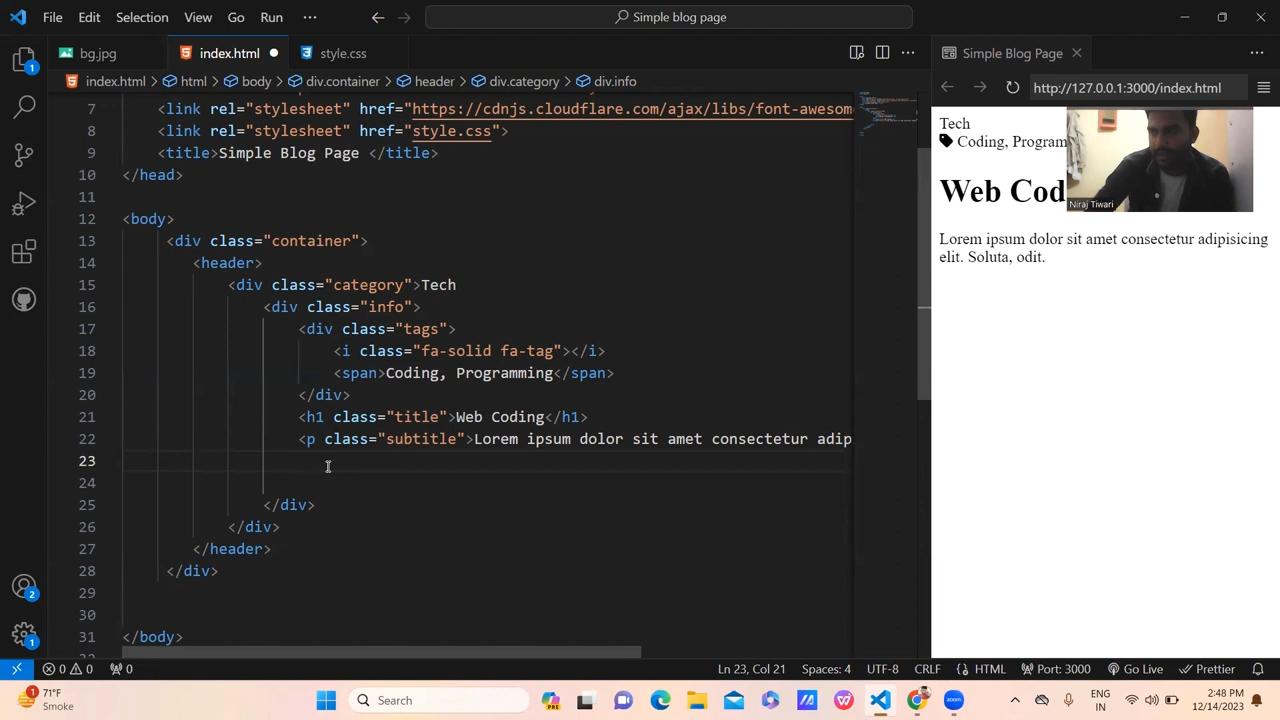 File Edit Selection View Go Run ··· Simple blog page
bg.jpg index.html style.css Simple Blog Page
index.html > html > body > div.container > header > div.category > div.info http://127.0.0.1:3000/index.html
7 <link rel="stylesheet" href="https://cdnjs.cloudflare.com/ajax/libs/font-awesom
8 <link rel="stylesheet" href="style.css">
9 <title>Simple Blog Page </title>
10 </head>
11
12 <body>
13 <div class="container">
14 <header>
15 <div class="category">Tech
16 <div class="info">
17 <div class="tags">
18 <i class="fa-solid fa-tag"></i>
19 <span>Coding, Programming</span>
20 </div>
21 <h1 class="title">Web Coding</h1>
22 <p class="subtitle">Lorem ipsum dolor sit amet consectetur adip
23
24
25 </div>
26 </div>
27 </header>
28 </div>
29
30
31 </body>
Tech
Coding, Program
Web Cod
Niraj Tiwari
Lorem ipsum dolor sit amet consectetur adipisicing
elit. Soluta, odit.
1
2
1
0 0 0 Ln 23, Col 21 Spaces: 4 UTF-8 CRLF HTML Port: 3000 Go Live Prettier
1 71°F Smoke Search PRE zoom ENG IN 2:48 PM 12/14/2023